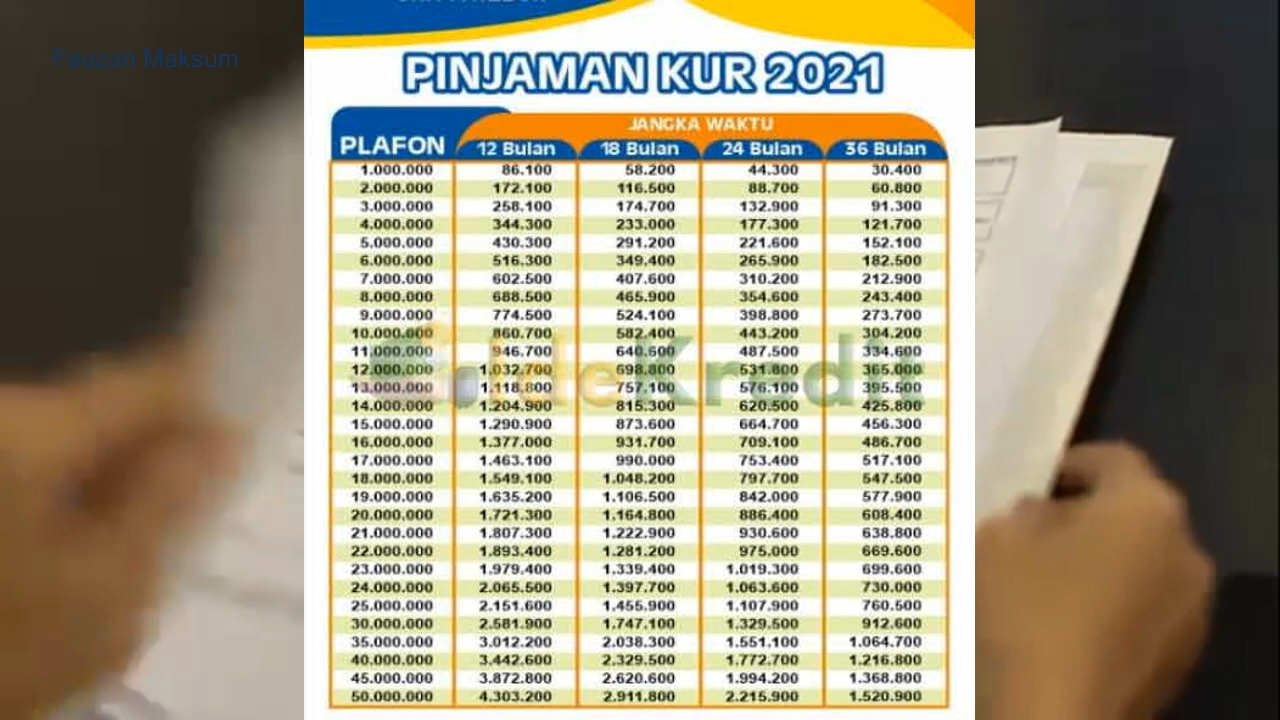 Fauzan Maksum
PINJAMAN KUR 2021
JANGKA WAKTU
PLAFON 12 Bulan 18 Bulan 24 Bulan 36 Bulan
1.000.000 86.100 58.200 44.300 30.400
2.000.000 172.100 116.500 88.700 60.800
3.000.000 258.100 174.700 132.900 91.300
4.000.000 344.300 233.000 177.300 121.700
5.000.000 430.300 291.200 221.600 152.100
6.000.000 516.300 349.400 265.900 182.500
7.000.000 602.500 407.600 310.200 212.900
8.000.000 688.500 465.900 354.600 243.400
9.000.000 774.500 524.100 398.800 273.700
10.000.000 860.700 582.400 443.200 304.200
11.000.000 946.700 640.600 487.500 334.600
12.000.000 1.032.700 698.800 531.800 365.000
13.000.000 1.118.800 757.100 576.100 395.500
14.000.000 1.204.900 815.300 620.500 425.800
15.000.000 1.290.900 873.600 664.700 456.300
16.000.000 1.377.000 931.700 709.100 486.700
17.000.000 1.463.100 990.000 753.400 517.100
18.000.000 1.549.100 1.048.200 797.700 547.500
19.000.000 1.635.200 1.106.500 842.000 577.900
20.000.000 1.721.300 1.164.800 886.400 608.400
21.000.000 1.807.300 1.222.900 930.600 638.800
22.000.000 1.893.400 1.281.200 975.000 669.600
23.000.000 1.979.400 1.339.400 1.019.300 699.600
24.000.000 2.065.500 1.397.700 1.063.600 730.000
25.000.000 2.151.600 1.455.900 1.107.900 760.500
30.000.000 2.581.900 1.747.100 1.329.500 912.600
35.000.000 3.012.200 2.038.300 1.551.100 1.064.700
40.000.000 3.442.600 2.329.500 1.772.700 1.216.800
45.000.000 3.872.800 2.620.600 1.994.200 1.368.800
50.000.000 4.303.200 2.911.800 2.215.900 1.520.900
IdeKredit